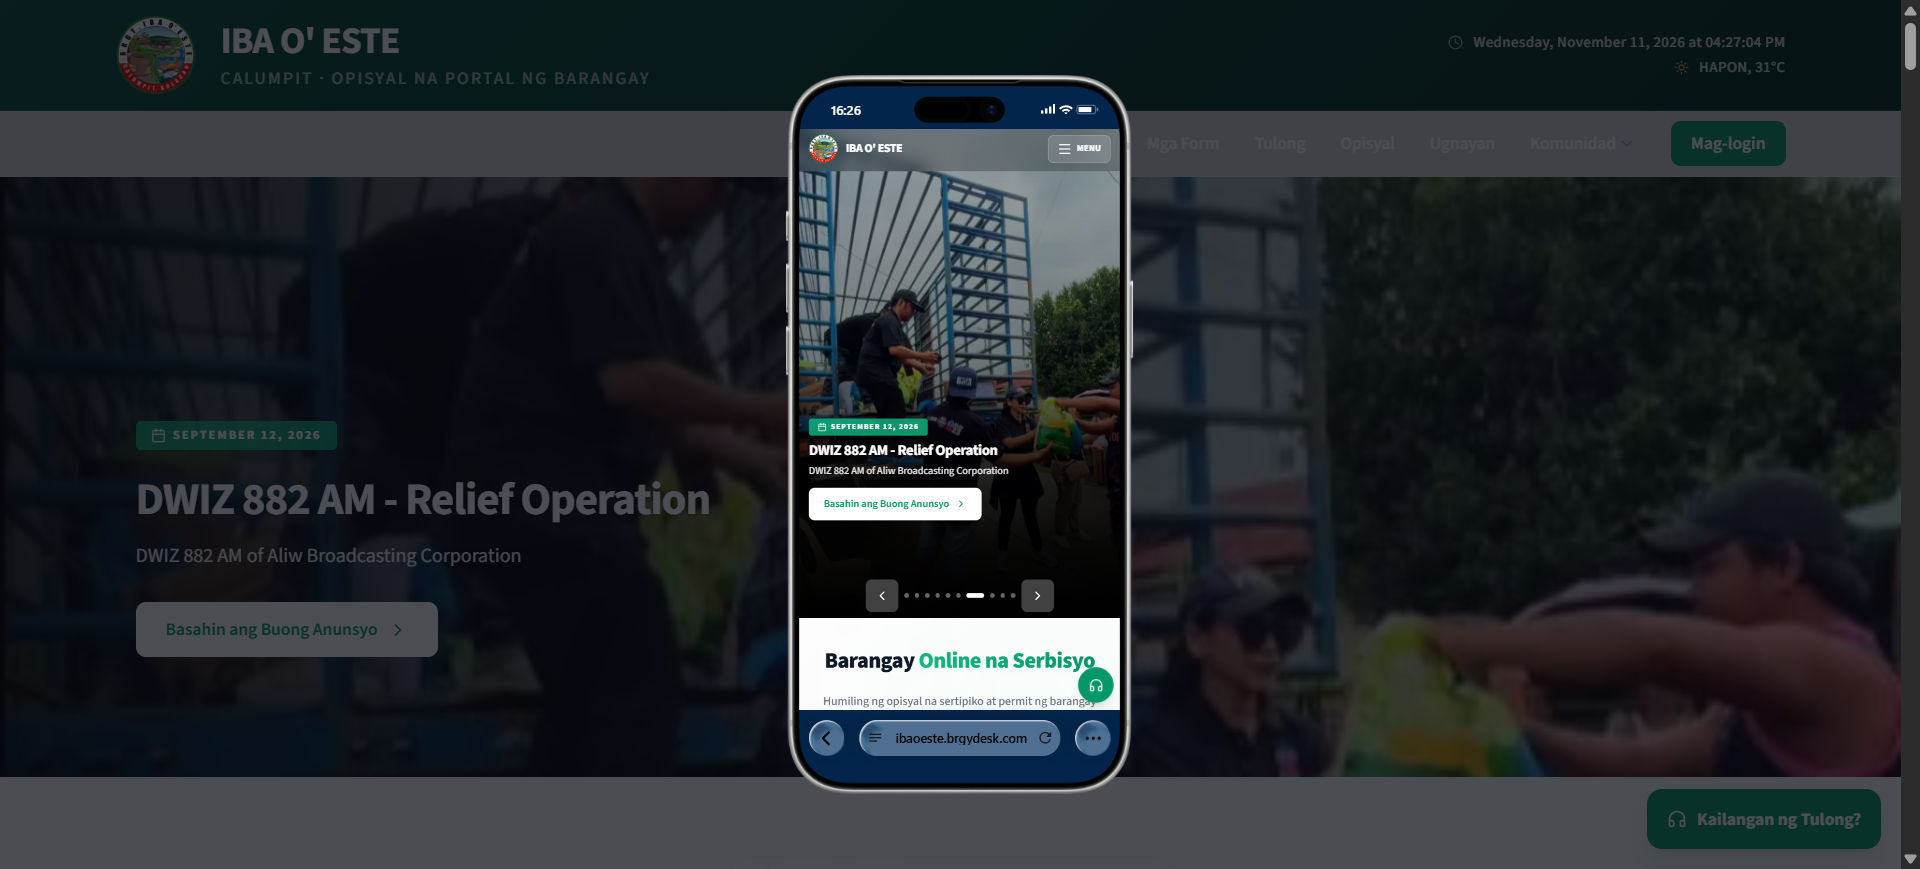 IBA O' ESTE
CALUMPIT · OPISYAL NA PORTAL NG BARANGAY
Wednesday, November 11, 2026 at 04:27:04 PM
HAPON, 31°C
Mga Form
Tulong
Opisyal
Ugnayan
Komunidad
Mag-login
SEPTEMBER 12, 2026
DWIZ 882 AM - Relief Operation
DWIZ 882 AM of Aliw Broadcasting Corporation
Basahin ang Buong Anunsyo
16:26
IBA O' ESTE
MENU
SEPTEMBER 12, 2026
DWIZ 882 AM - Relief Operation
DWIZ 882 AM of Aliw Broadcasting Corporation
Basahin ang Buong Anunsyo
Barangay Online na Serbisyo
Humiling ng opisyal na sertipiko at permit ng barangay
ibaoeste.brgydesk.com
Kailangan ng Tulong?